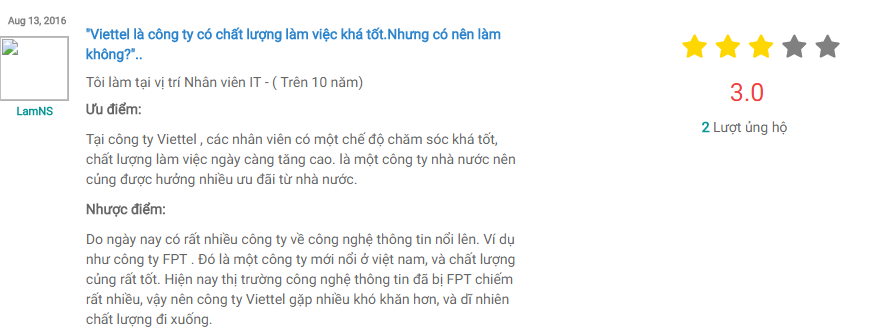 Aug 13, 2016
"Viettel là công ty có chất lượng làm việc khá tốt.Nhưng có nên làm
không?"..
Tôi làm tại vị trí Nhân viên IT - ( Trên 10 năm)
LamNS
Ưu điểm:
Tại công ty Viettel , các nhân viên có một chế độ chăm sóc khá tốt,
chất lượng làm việc ngày càng tăng cao. là một công ty nhà nước nên
củng được hưởng nhiều ưu đãi từ nhà nước.
Nhược điểm:
Do ngày nay có rất nhiều công ty về công nghệ thông tin nổi lên. Ví dụ
như công ty FPT . Đó là một công ty mới nổi ở việt nam, và chất lượng
củng rất tốt. Hiện nay thị trường công nghệ thông tin đã bị FPT chiếm
rất nhiều, vậy nên công ty Viettel gặp nhiều khó khăn hơn, và dĩ nhiên
chất lượng đi xuống.
3.0
2 Lượt ủng hộ